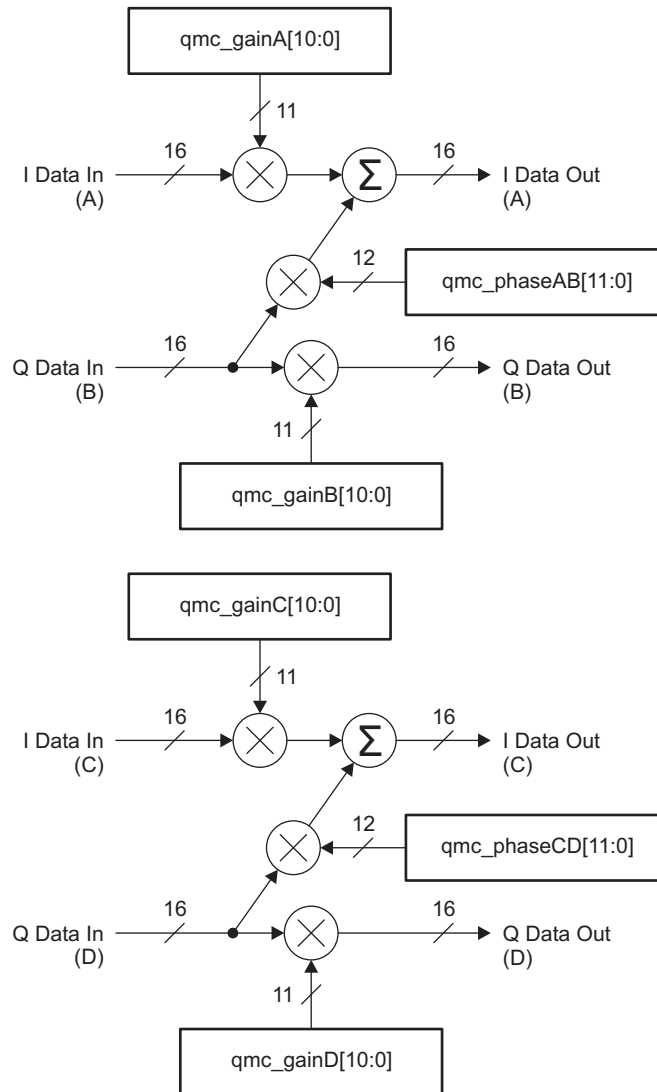 qmc_gainA[10:0]
11
16
16
I Data In
(A)
Σ
I Data Out
(A)
12
qmc_phaseAB[11:0]
16
16
Q Data In
(B)
Q Data Out
(B)
11
qmc_gainB[10:0]
qmc_gainC[10:0]
11
16
16
I Data In
(C)
Σ
I Data Out
(C)
12
qmc_phaseCD[11:0]
16
16
Q Data In
(D)
Q Data Out
(D)
11
qmc_gainD[10:0]